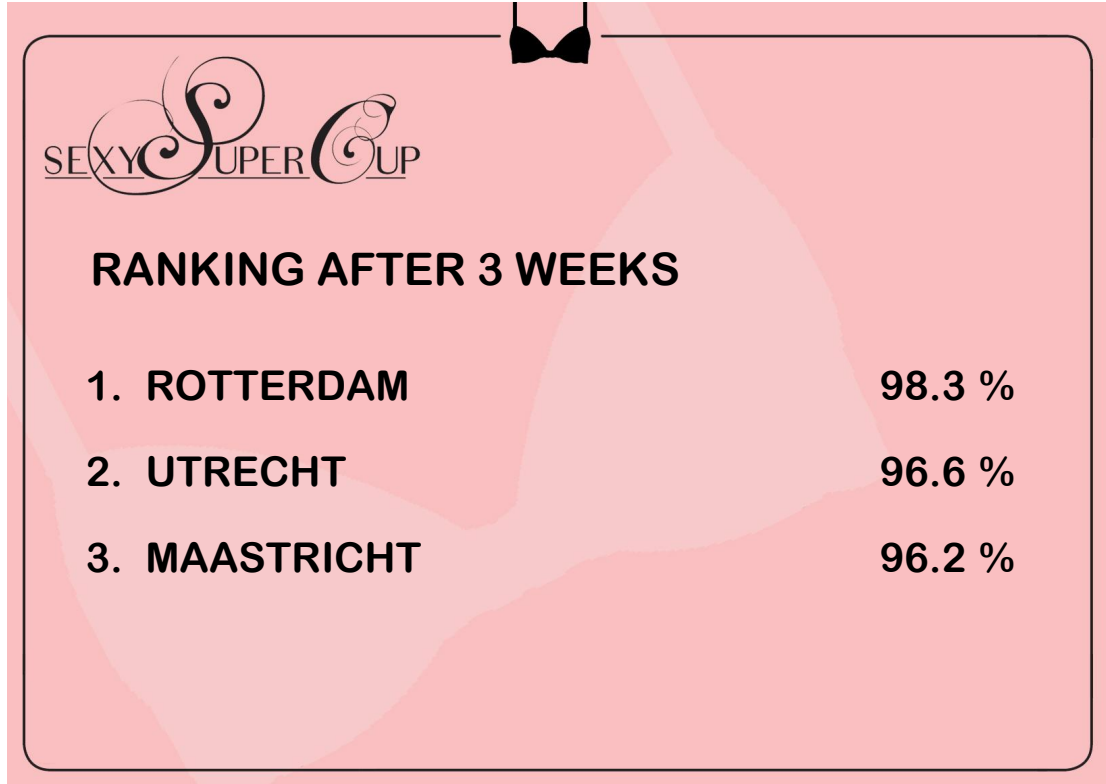 SEXY SUPER CUP
RANKING AFTER 3 WEEKS
1. ROTTERDAM 98.3 %
2. UTRECHT 96.6 %
3. MAASTRICHT 96.2 %